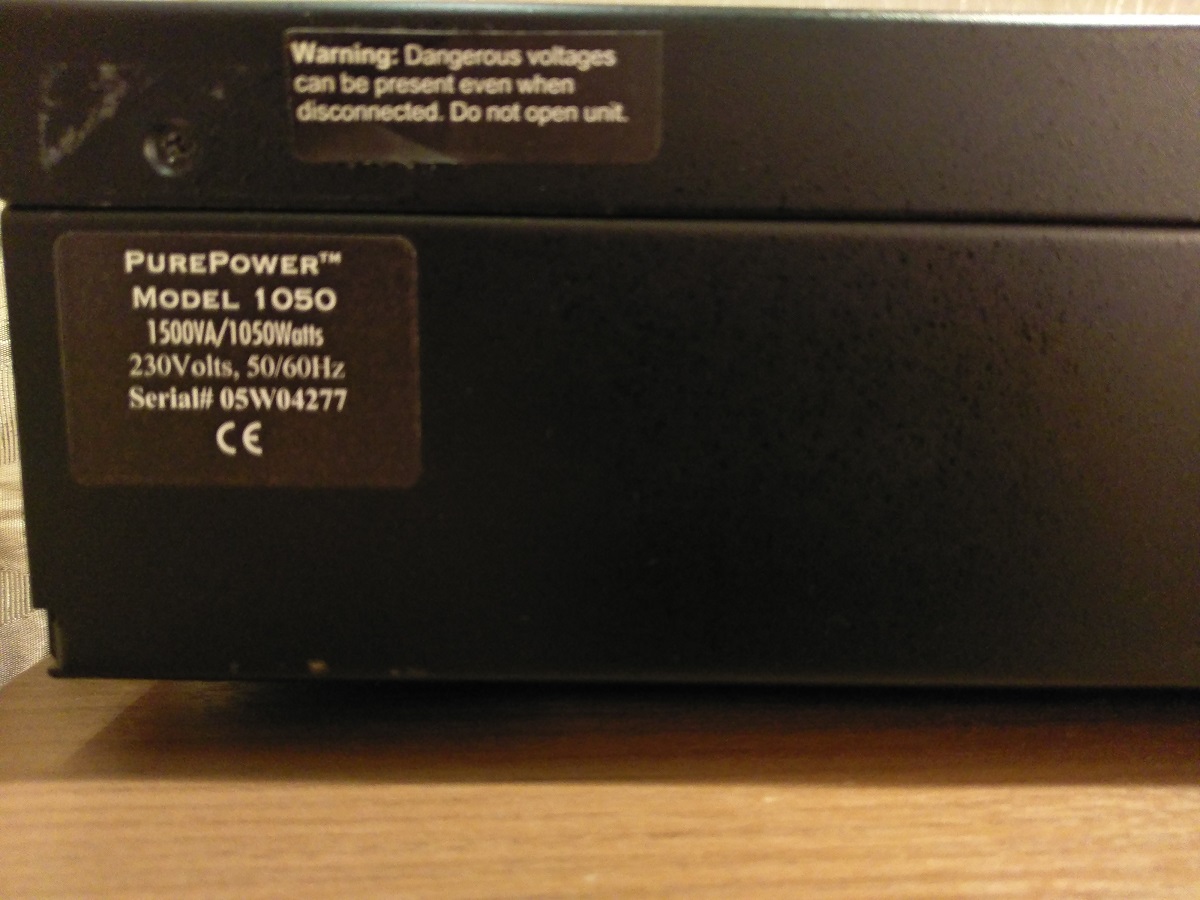 Warning: Dangerous voltages
can be present even when
disconnected. Do not open unit.
PUREPOWER™
MODEL 1050
1500VA/1050Watts
230Volts, 50/60Hz
Serial# 05W04277
CE